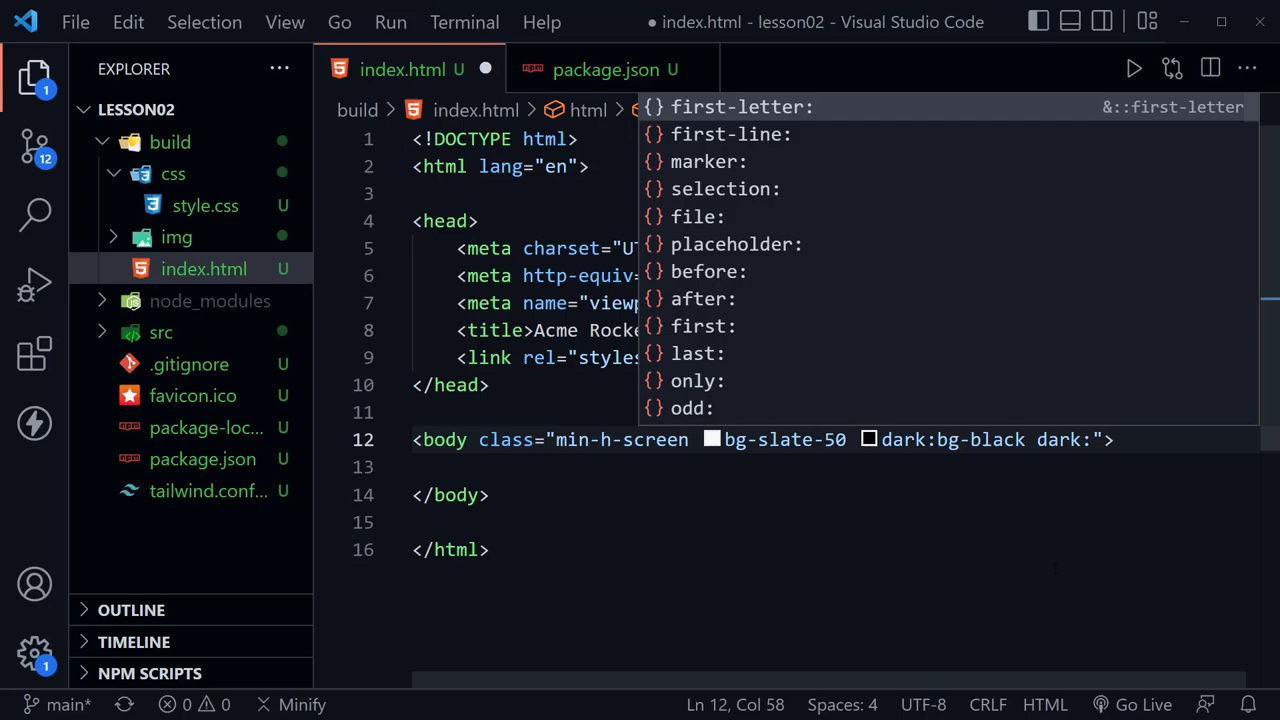 File Edit Selection View Go Run Terminal Help ● index.html - lesson02 - Visual Studio Code
EXPLORER ···
index.html U ● package.json U
1
LESSON02
build
css
style.css U
img
index.html U
node_modules
src
.gitignore U
favicon.ico U
package-loc... U
package.json U
tailwind.conf... U
12
OUTLINE
TIMELINE
NPM SCRIPTS
1
build > index.html > html >
1 <!DOCTYPE html>
2 <html lang="en">
3
4 <head>
5 <meta charset="UT
6 <meta http-equiv=
7 <meta name="viewp
8 <title>Acme Rocke
9 <link rel="styles
10 </head>
11
12 <body class="min-h-screen bg-slate-50 dark:bg-black dark:">
13
14 </body>
15
16 </html>
{} first-letter: &::first-letter
{} first-line:
{} marker:
{} selection:
{} file:
{} placeholder:
{} before:
{} after:
{} first:
{} last:
{} only:
{} odd:
main* 0 0 Minify Ln 12, Col 58 Spaces: 4 UTF-8 CRLF HTML Go Live